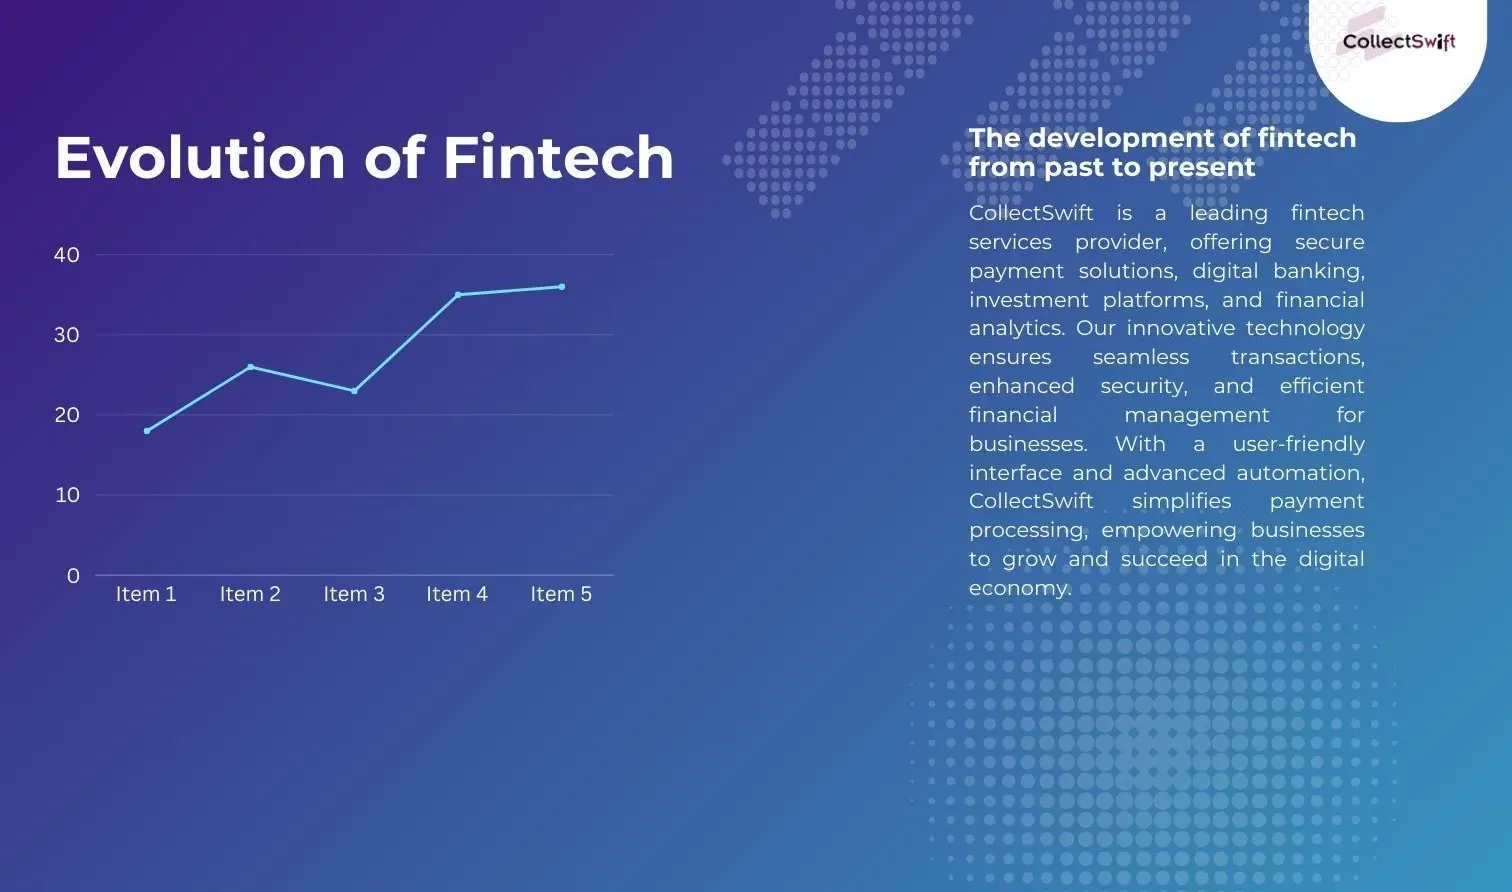 CollectSwift
Evolution of Fintech
40
30
20
10
0
Item 1
Item 2
Item 3
Item 4
Item 5
The development of fintech
from past to present
CollectSwift is a leading fintech
services provider, offering secure
payment solutions, digital banking,
investment platforms, and financial
analytics. Our innovative technology
ensures seamless transactions,
enhanced security, and efficient
financial management for
businesses. With a user-friendly
interface and advanced automation,
CollectSwift simplifies payment
processing, empowering businesses
to grow and succeed in the digital
economy.